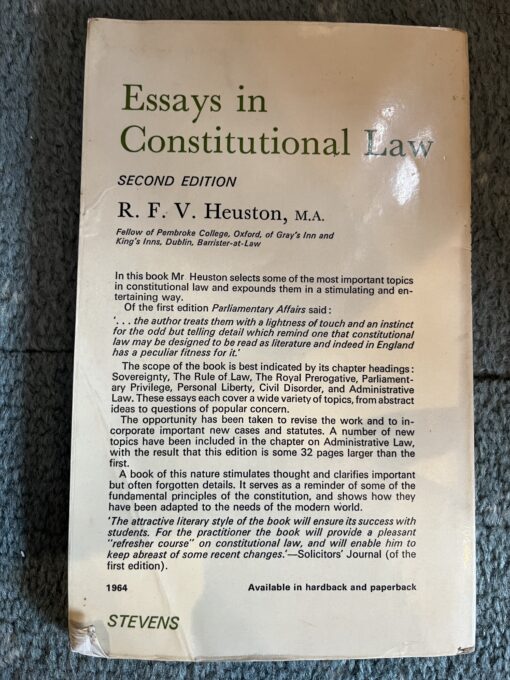 Essays in
Constitutional Law
SECOND EDITION
R. F. V. Heuston, M.A.
Fellow of Pembroke College, Oxford, of Gray's Inn and
King's Inns, Dublin, Barrister-at-Law
In this book Mr Heuston selects some of the most important topics
in constitutional law and expounds them in a stimulating and en-
tertaining way.
Of the first edition Parliamentary Affairs said:
'. . . the author treats them with a lightness of touch and an instinct
for the odd but telling detail which remind one that constitutional
law may be designed to be read as literature and indeed in England
has a peculiar fitness for it.'
The scope of the book is best indicated by its chapter headings:
Sovereignty, The Rule of Law, The Royal Prerogative, Parliament-
ary Privilege, Personal Liberty, Civil Disorder, and Administrative
Law. These essays each cover a wide variety of topics, from abstract
ideas to questions of popular concern.
The opportunity has been taken to revise the work and to in-
corporate important new cases and statutes. A number of new
topics have been included in the chapter on Administrative Law,
with the result that this edition is some 32 pages larger than the
first.
A book of this nature stimulates thought and clarifies important
but often forgotten details. It serves as a reminder of some of the
fundamental principles of the constitution, and shows how they
have been adapted to the needs of the modern world.
'The attractive literary style of the book will ensure its success with
students. For the practitioner the book will provide a pleasant
"refresher course" on constitutional law, and will enable him to
keep abreast of some recent changes.'—Solicitors' Journal (of the
first edition).
1964 Available in hardback and paperback
STEVENS